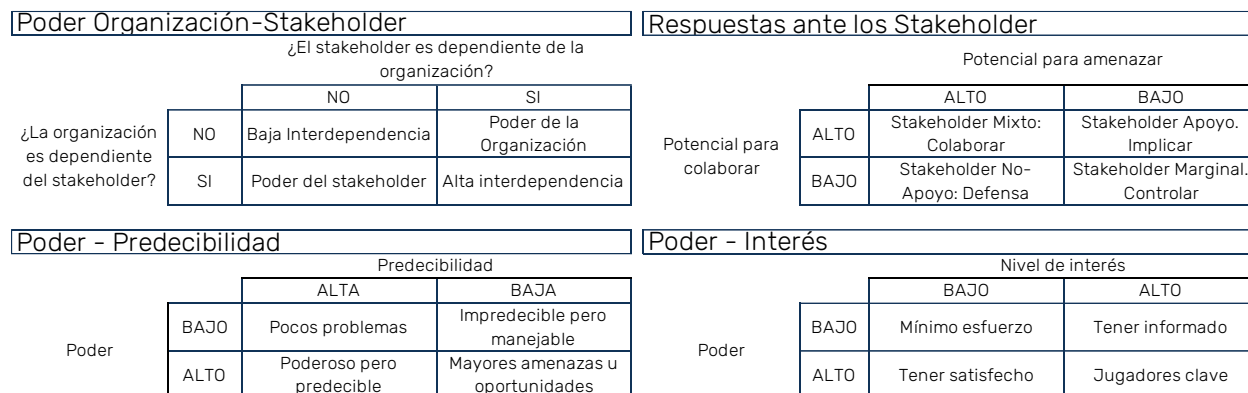 Poder Organización-Stakeholder
¿El stakeholder es dependiente de la
organización?
NO
SI
¿La organización
es dependiente
del stakeholder?
NO
Baja Interdependencia
Poder de la
Organización
SI
Poder del stakeholder
Alta interdependencia
Respuestas ante los Stakeholder
Potencial para amenazar
ALTO
BAJO
Potencial para
colaborar
ALTO
Stakeholder Mixto:
Colaborar
Stakeholder Apoyo.
Implicar
BAJO
Stakeholder No-
Apoyo: Defensa
Stakeholder Marginal.
Controlar
Poder - Predecibilidad
Predecibilidad
ALTA
BAJA
Poder
BAJO
Pocos problemas
Impredecible pero
manejable
ALTO
Poderoso pero
predecible
Mayores amenazas u
oportunidades
Poder - Interés
Nivel de interés
BAJO
ALTO
Poder
BAJO
Mínimo esfuerzo
Tener informado
ALTO
Tener satisfecho
Jugadores clave